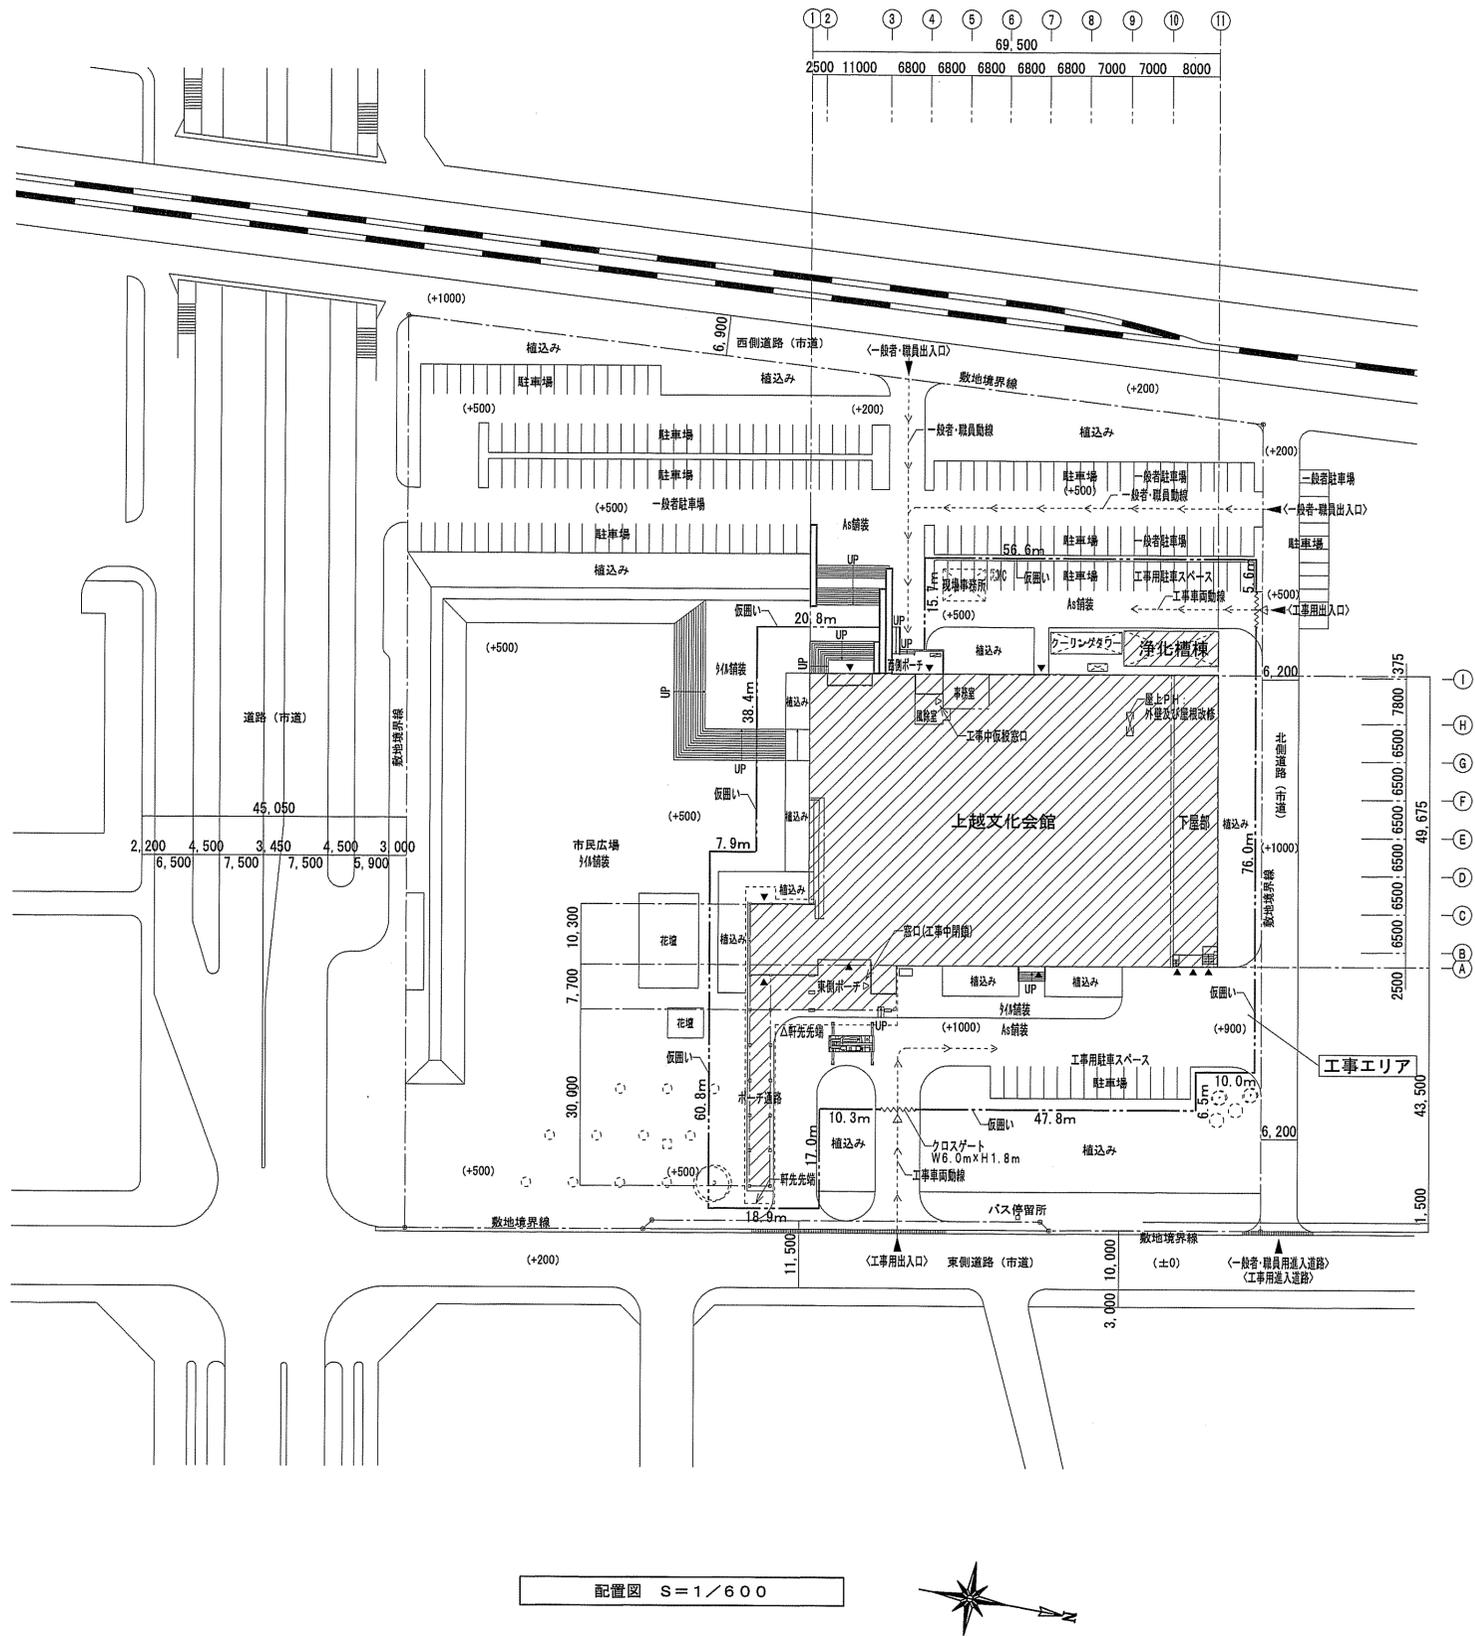 ① ② ③ ④ ⑤ ⑥ ⑦ ⑧ ⑨ ⑩ ⑪
69,500
2500 11000 6800 6800 6800 6800 6800 7000 7000 8000
(+1000)
6,900
西側道路(市道)
〈一般者・職員出入口〉
植込み
植込み
敷地境界線
(+200)
駐車場
(+500)
(+200)
一般者・職員動線
植込み
駐車場
(+200)
駐車場
駐車場
一般者駐車場
一般者駐車場
(+500)
一般者・職員動線
(+500)
一般者駐車場
〈一般者・職員出入口〉
As舗装
駐車場
駐車場
一般者駐車場
駐車場
56.6m
UP
植込み
現場事務所
仮囲い
駐車場
工事用駐車スペース
5.6m
15.7m
工事車両動線
(+500)
As舗装
(+500)
〈工事用出入口〉
仮囲い
20.8m
UP
UP
UP
(+500)
植込み
クーリングタワー
浄化槽棟
UP
西側ポーチ
タイル舗装
6,200
375
Ⓘ
UP
38.4m
植込み
事務室
風除室
屋上PH:
外壁及び屋根改修
7800
道路(市道)
敷地境界線
工事中仮設窓口
北側道路(市道)
Ⓗ
6500
UP
Ⓖ
仮囲い
6500
45,050
(+500)
植込み
上越文化会館
下屋部
植込み
Ⓕ
6500
49,675
2,200 4,500 3,450 4,500 3,000
6,500 7,500 7,500 5,900
市民広場
タイル舗装
7.9m
76.0m
(+1000)
Ⓔ
6500
敷地境界線
Ⓓ
植込み
6500
10,300
花壇
植込み
窓口(工事中閉鎖)
Ⓒ
6500
Ⓑ
Ⓐ
7,700
東側ポーチ
植込み
UP
植込み
2500
仮囲い
花壇
タイル舗装
△軒先先端
UP
(+1000)
As舗装
(+900)
仮囲い
工事用駐車スペース
駐車場
工事エリア
30,000
60.8m
ポーチ通路
10.0m
6.5m
43,500
10.3m
47.8m
仮囲い
植込み
17.0m
クロスゲート
W6.0m×H1.8m
植込み
6,200
(+500)
(+500)
軒先先端
工事車両動線
18.9m
バス停留所
1,500
敷地境界線
敷地境界線
(+200)
11,500
〈工事用出入口〉
東側道路(市道)
10,000
3,000
(±0)
〈一般者・職員用進入道路〉
〈工事用進入道路〉
配置図 S=1/600
N